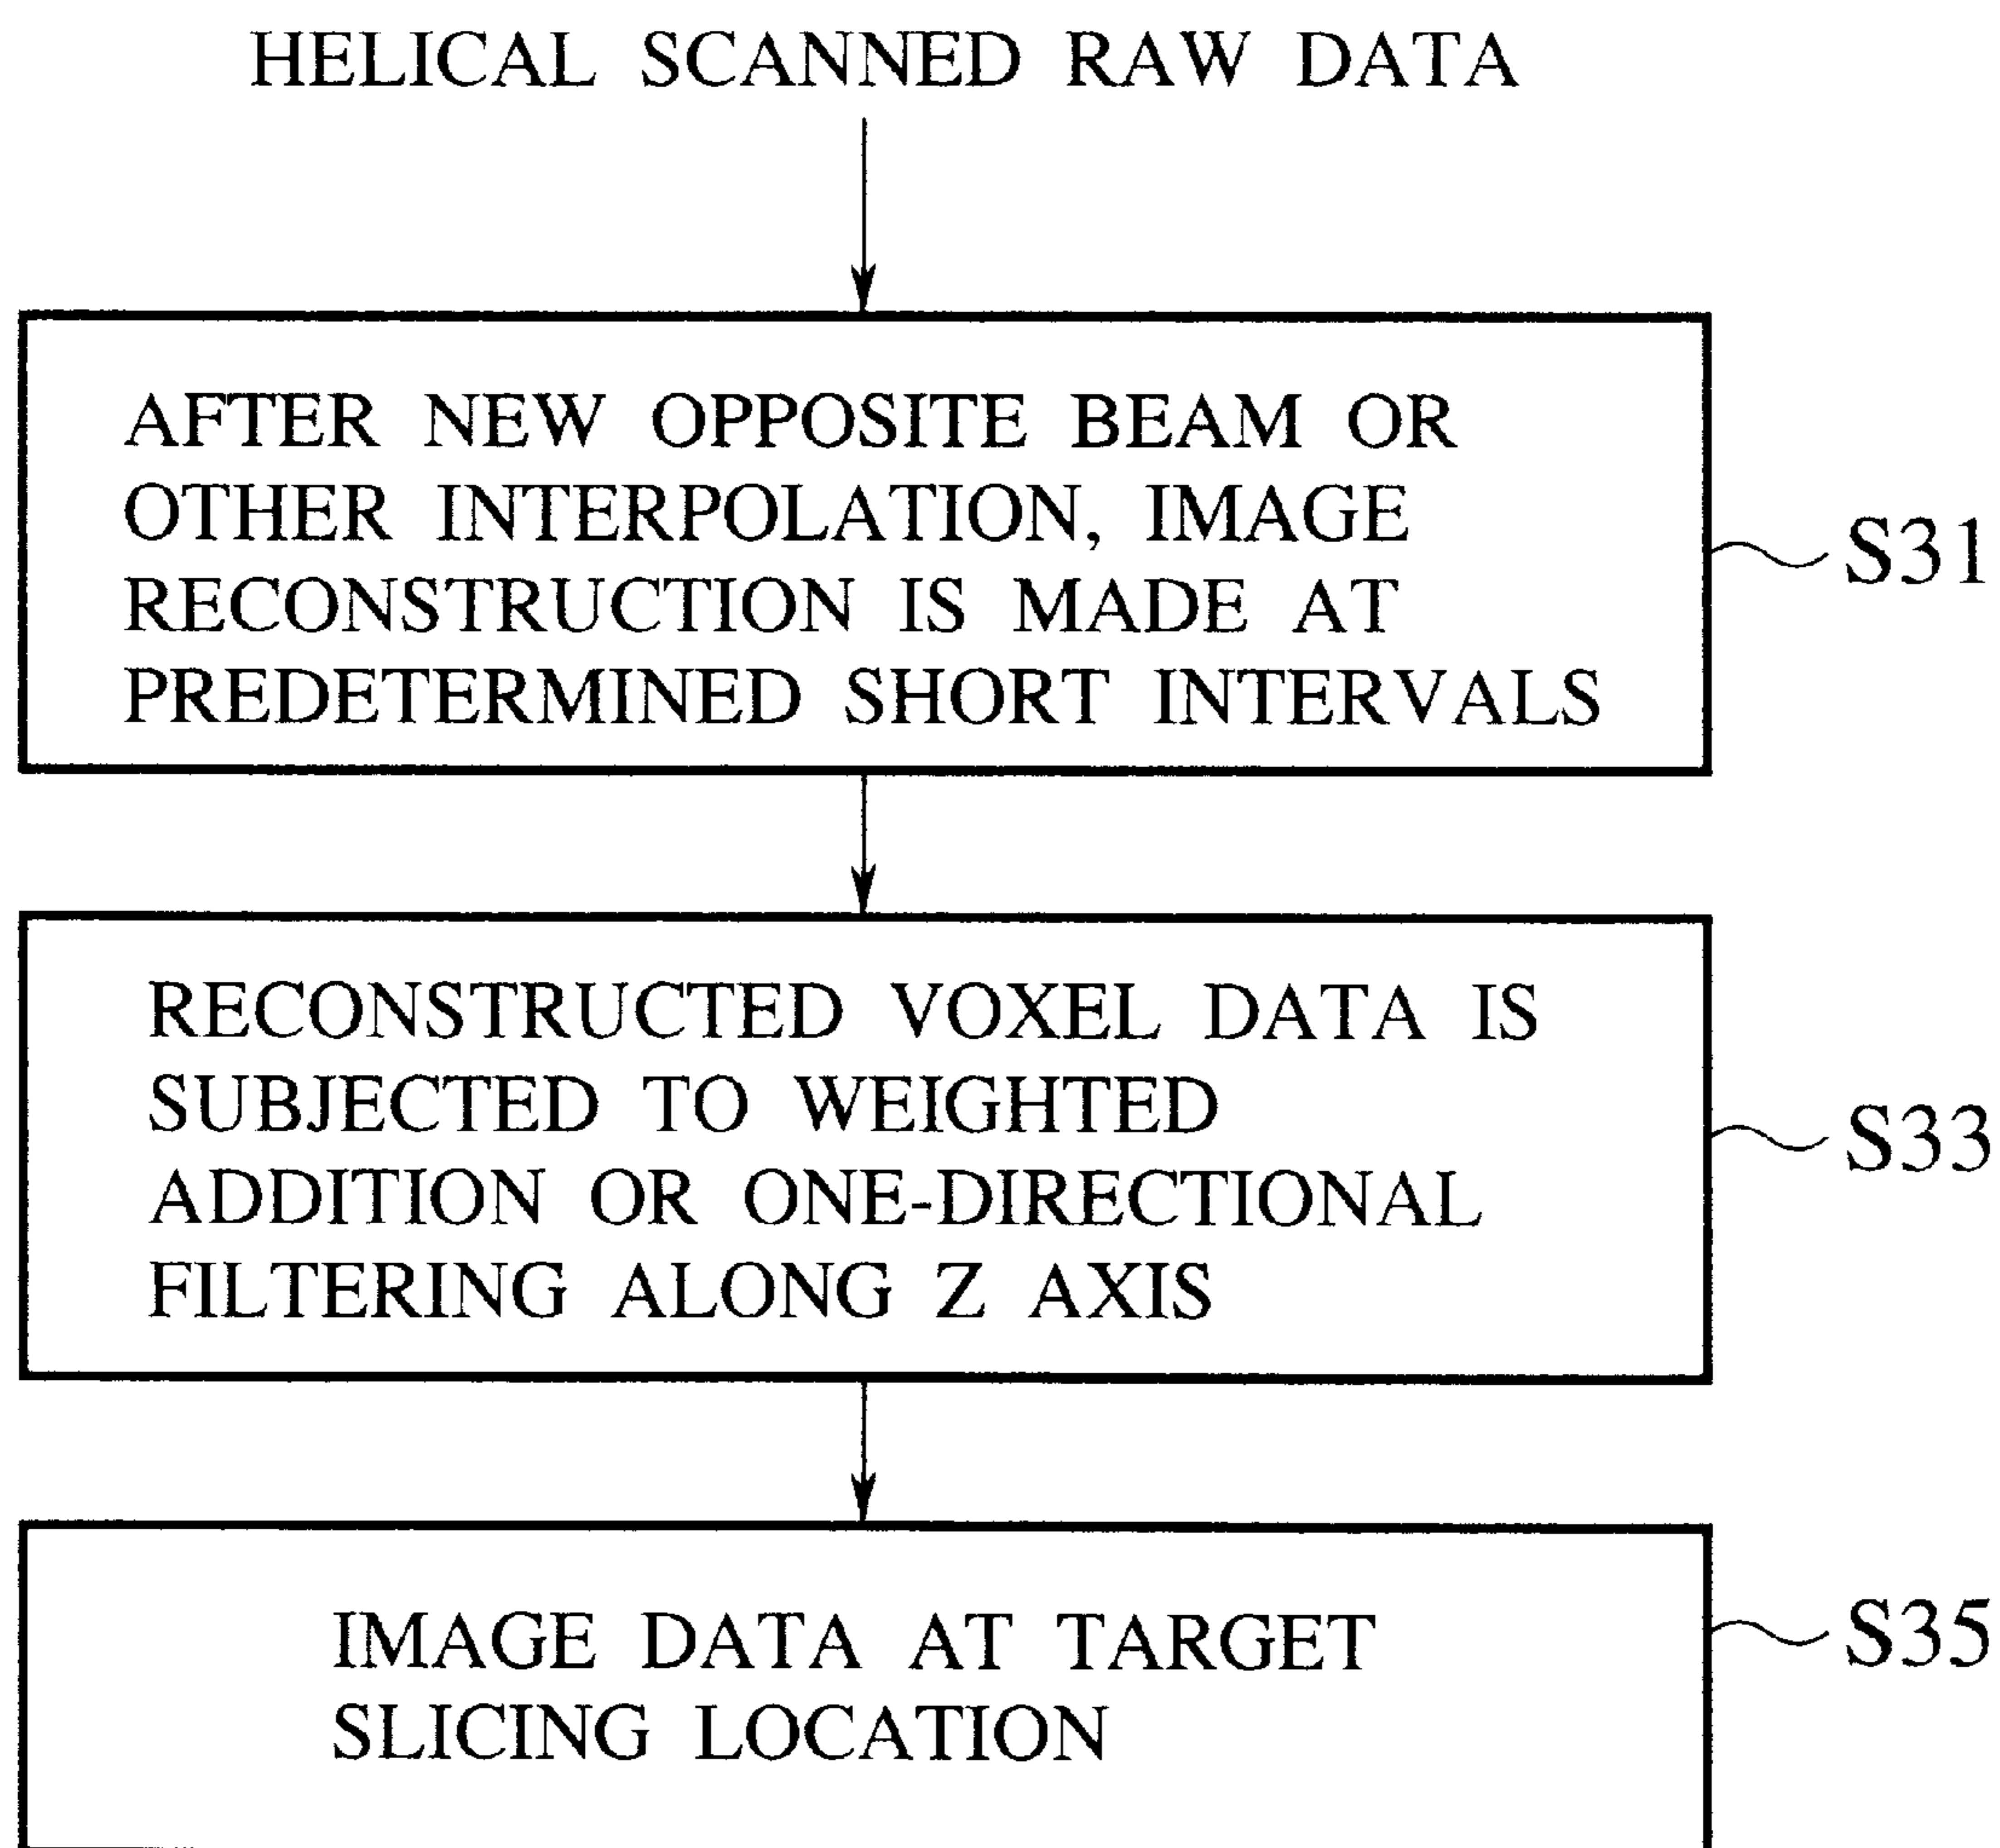 HELICAL SCANNED RAW DATA
AFTER NEW OPPOSITE BEAM OR
OTHER INTERPOLATION, IMAGE
RECONSTRUCTION IS MADE AT
PREDETERMINED SHORT INTERVALS
S31
RECONSTRUCTED VOXEL DATA IS
SUBJECTED TO WEIGHTED
ADDITION OR ONE-DIRECTIONAL
FILTERING ALONG Z AXIS
S33
IMAGE DATA AT TARGET
SLICING LOCATION
S35